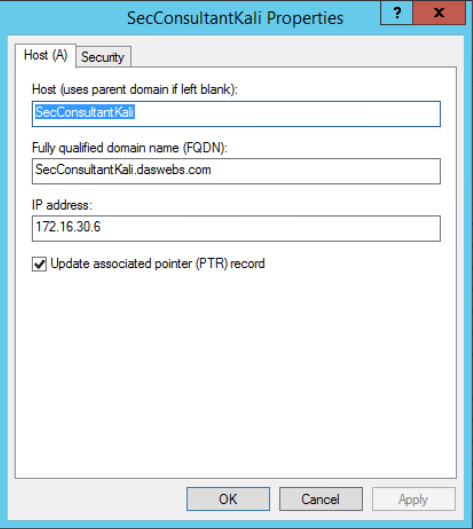 SecConsultantKali Properties
? x
Host (A) Security
Host (uses parent domain if left blank):
SecConsultantKali
Fully qualified domain name (FQDN):
SecConsultantKali.daswebs.com
IP address:
172.16.30.6
Update associated pointer (PTR) record
OK Cancel Apply